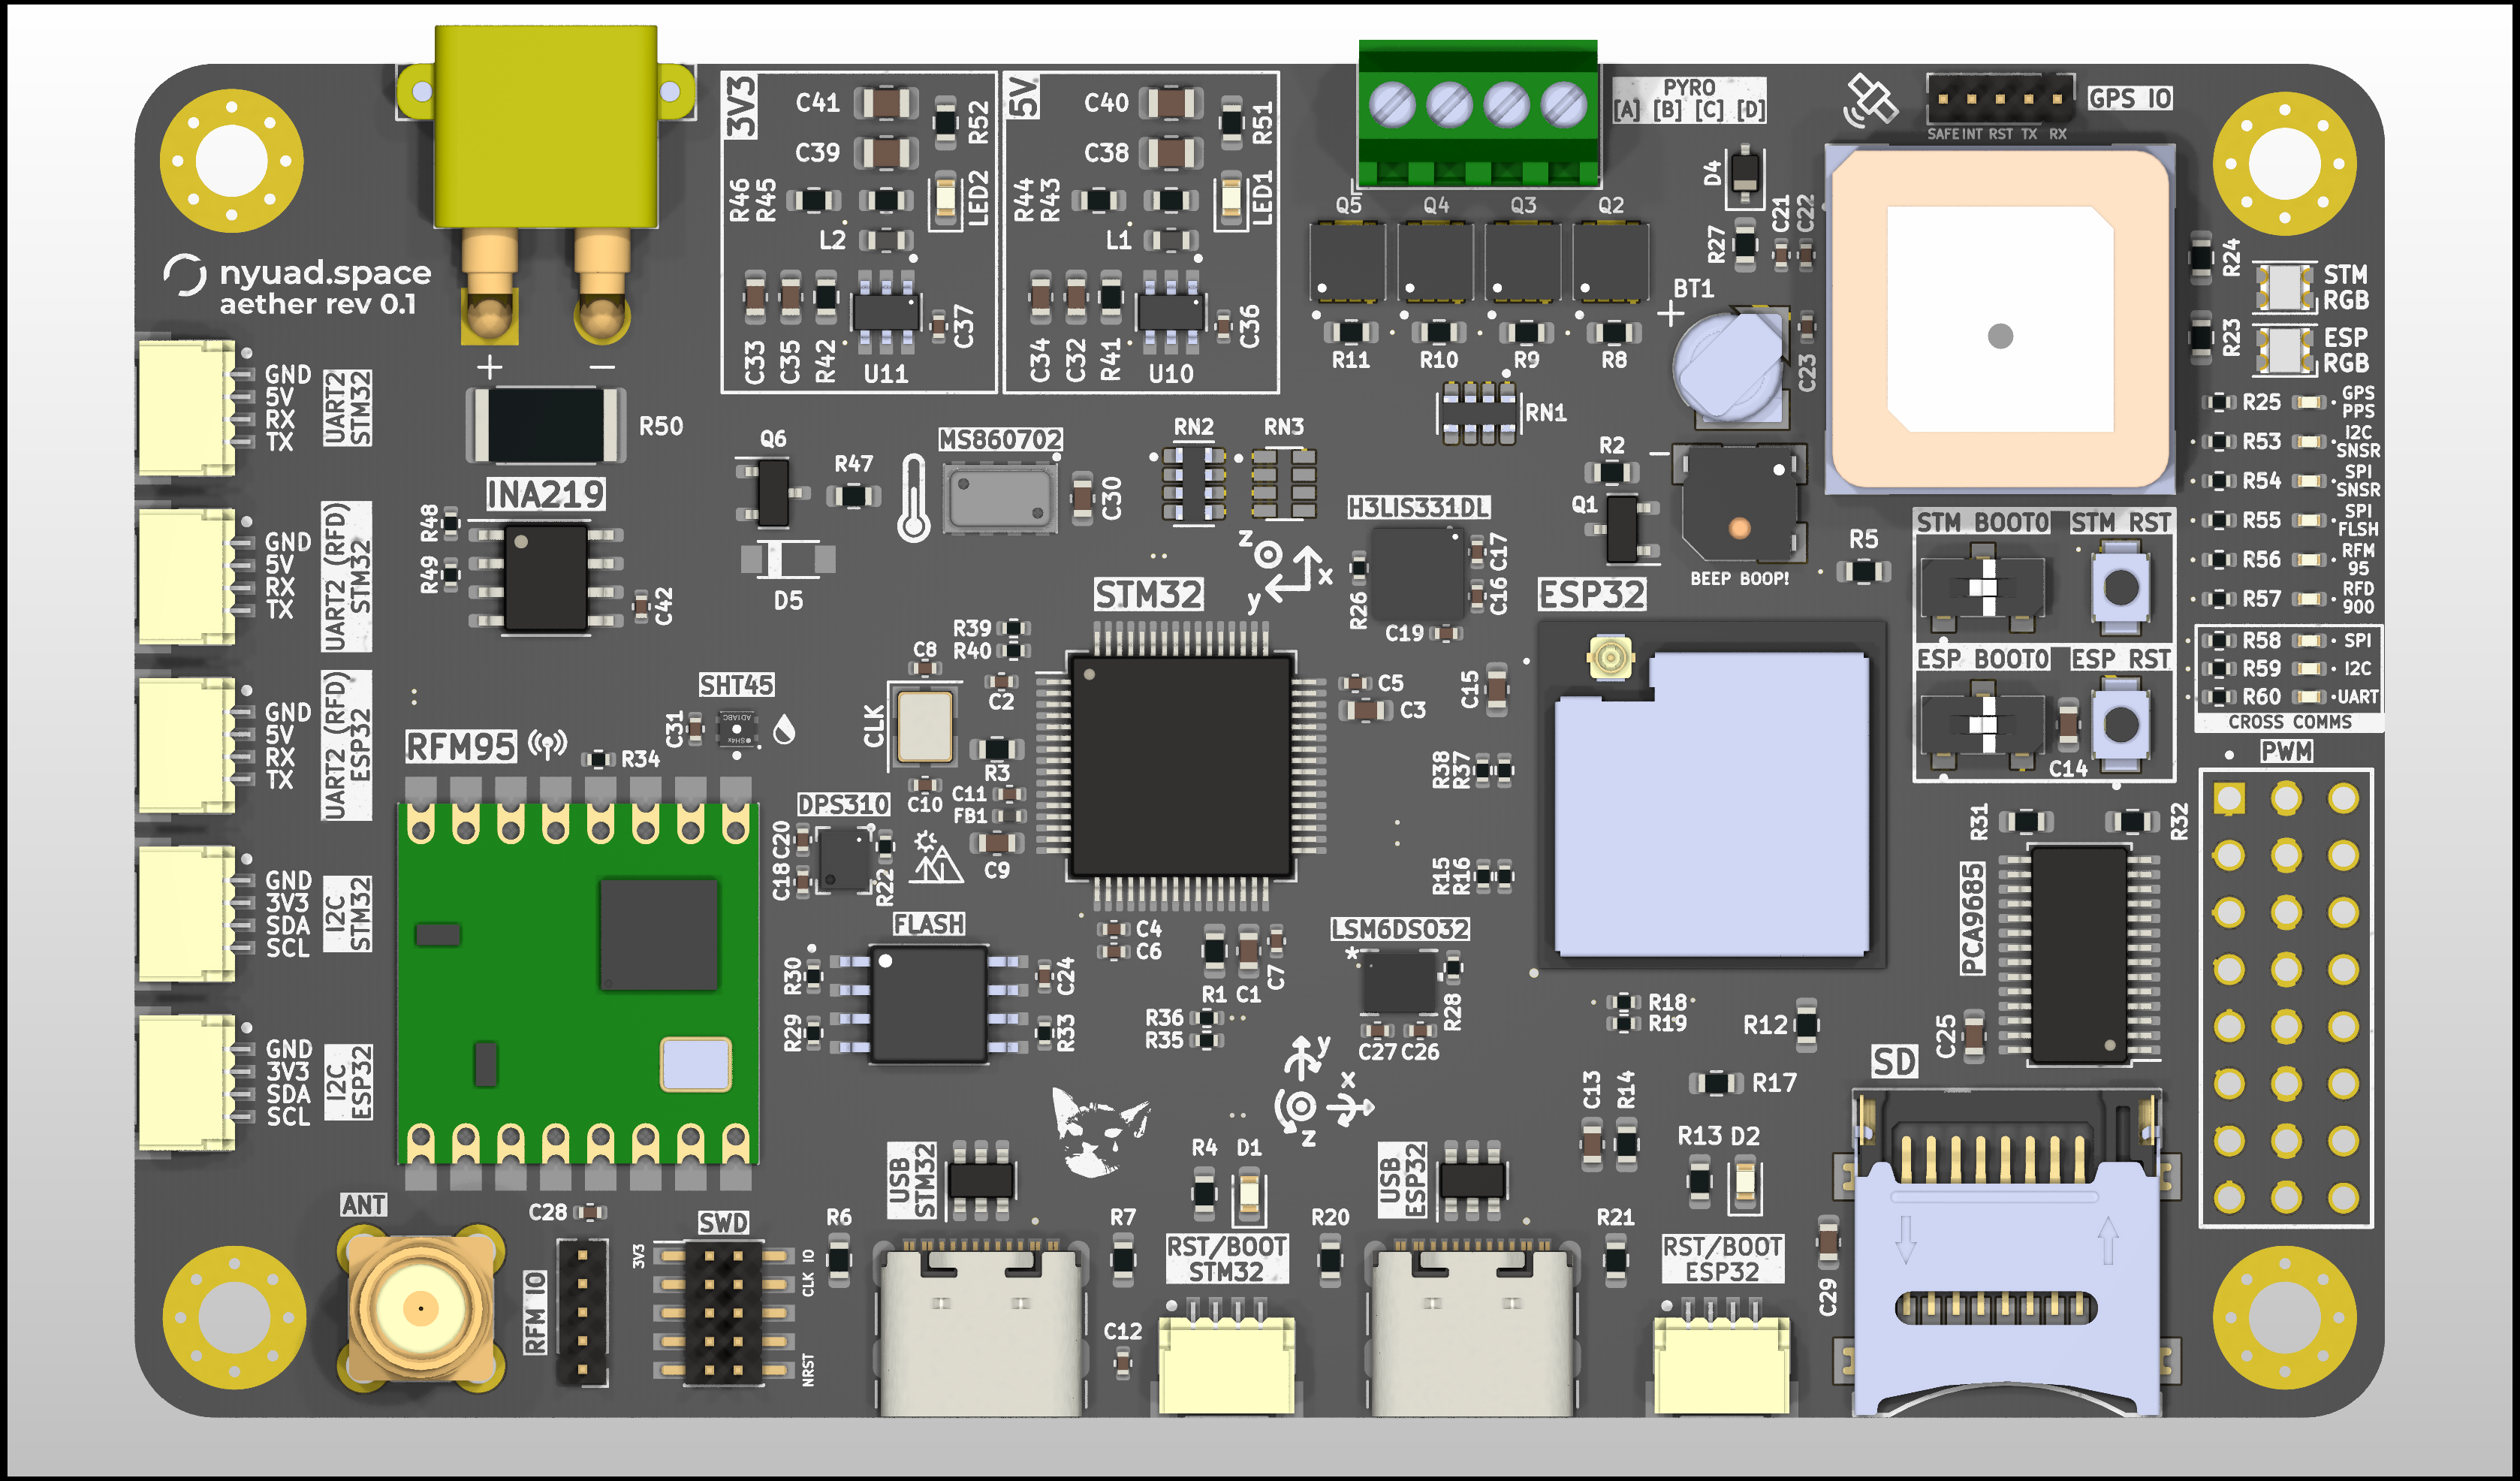 nyuad.space
aether rev 0.1
3V3
C41
C39
R52
R46
R45
LED2
L2
C33
C35
R42
U11
C37
5V
C40
C38
R51
R44
R43
LED1
L1
C34
C32
R41
U10
C36
PYRO
[A] [B] [C] [D]
Q5
Q4
Q3
Q2
R11
R10
R9
R8
RN1
D4
R27
C21
C22
BT1
+
C23
GPS IO
SAFE INT RST TX RX
R24
STM
RGB
R23
ESP
RGB
R25
GPS
PPS
R53
I2C
SNSR
R54
SPI
SNSR
R55
SPI
FLSH
R56
RFM
95
R57
RFD
900
R58
SPI
R59
I2C
R60
UART
CROSS COMMS
PWM
GND
5V
RX
TX
UART2
STM32
GND
5V
RX
TX
UART2 (RFD)
STM32
GND
5V
RX
TX
UART2 (RFD)
ESP32
GND
3V3
SDA
SCL
I2C
STM32
GND
3V3
SDA
SCL
I2C
ESP32
+ −
R50
INA219
R48
R49
C42
Q6
R47
D5
MS860702
C30
RN2
RN3
H3LIS331DL
z
x
y
R26
C17
C16
C19
R2
Q1
−
BEEP BOOP!
R5
STM BOOT0
STM RST
ESP BOOT0
ESP RST
C14
STM32
ESP32
R39
R40
C8
C2
CLK
R3
C10
C11
FB1
C9
C5
C3
C15
R38
R37
R15
R16
SHT45
C31
RFM95
R34
DPS310
C20
C18
R22
FLASH
R30
R29
C24
R33
C4
C6
R1
C1
C7
R36
R35
LSM6DSO32
*
R28
C27
C26
y
x
z
R18
R19
R12
R17
R31
R32
PCA9685
C25
SD
C13
R14
R13
D2
R4
D1
USB
STM32
USB
ESP32
ANT
C28
RFM IO
SWD
3V3
IO
CLK
NRST
R6
R7
C12
RST/BOOT
STM32
R20
R21
RST/BOOT
ESP32
C29